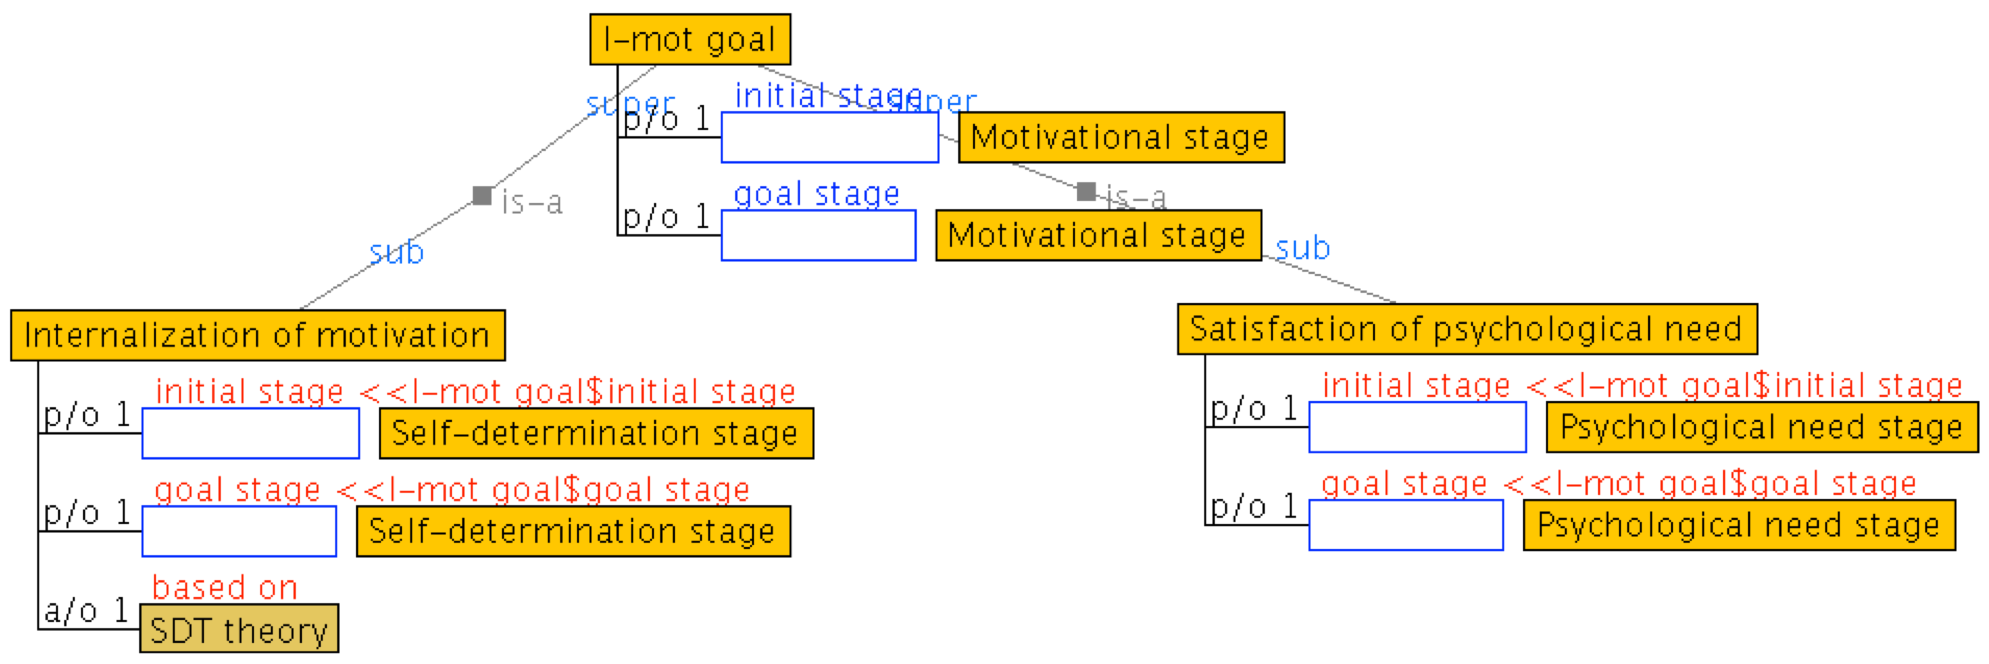 I-mot goal
super
initial stage
super
p/o 1
Motivational stage
is-a
goal stage
is-a
p/o 1
Motivational stage
sub
sub
Internalization of motivation
initial stage <<I-mot goal$initial stage
p/o 1
Self-determination stage
goal stage <<I-mot goal$goal stage
p/o 1
Self-determination stage
based on
a/o 1
SDT theory
Satisfaction of psychological need
initial stage <<I-mot goal$initial stage
p/o 1
Psychological need stage
goal stage <<I-mot goal$goal stage
p/o 1
Psychological need stage